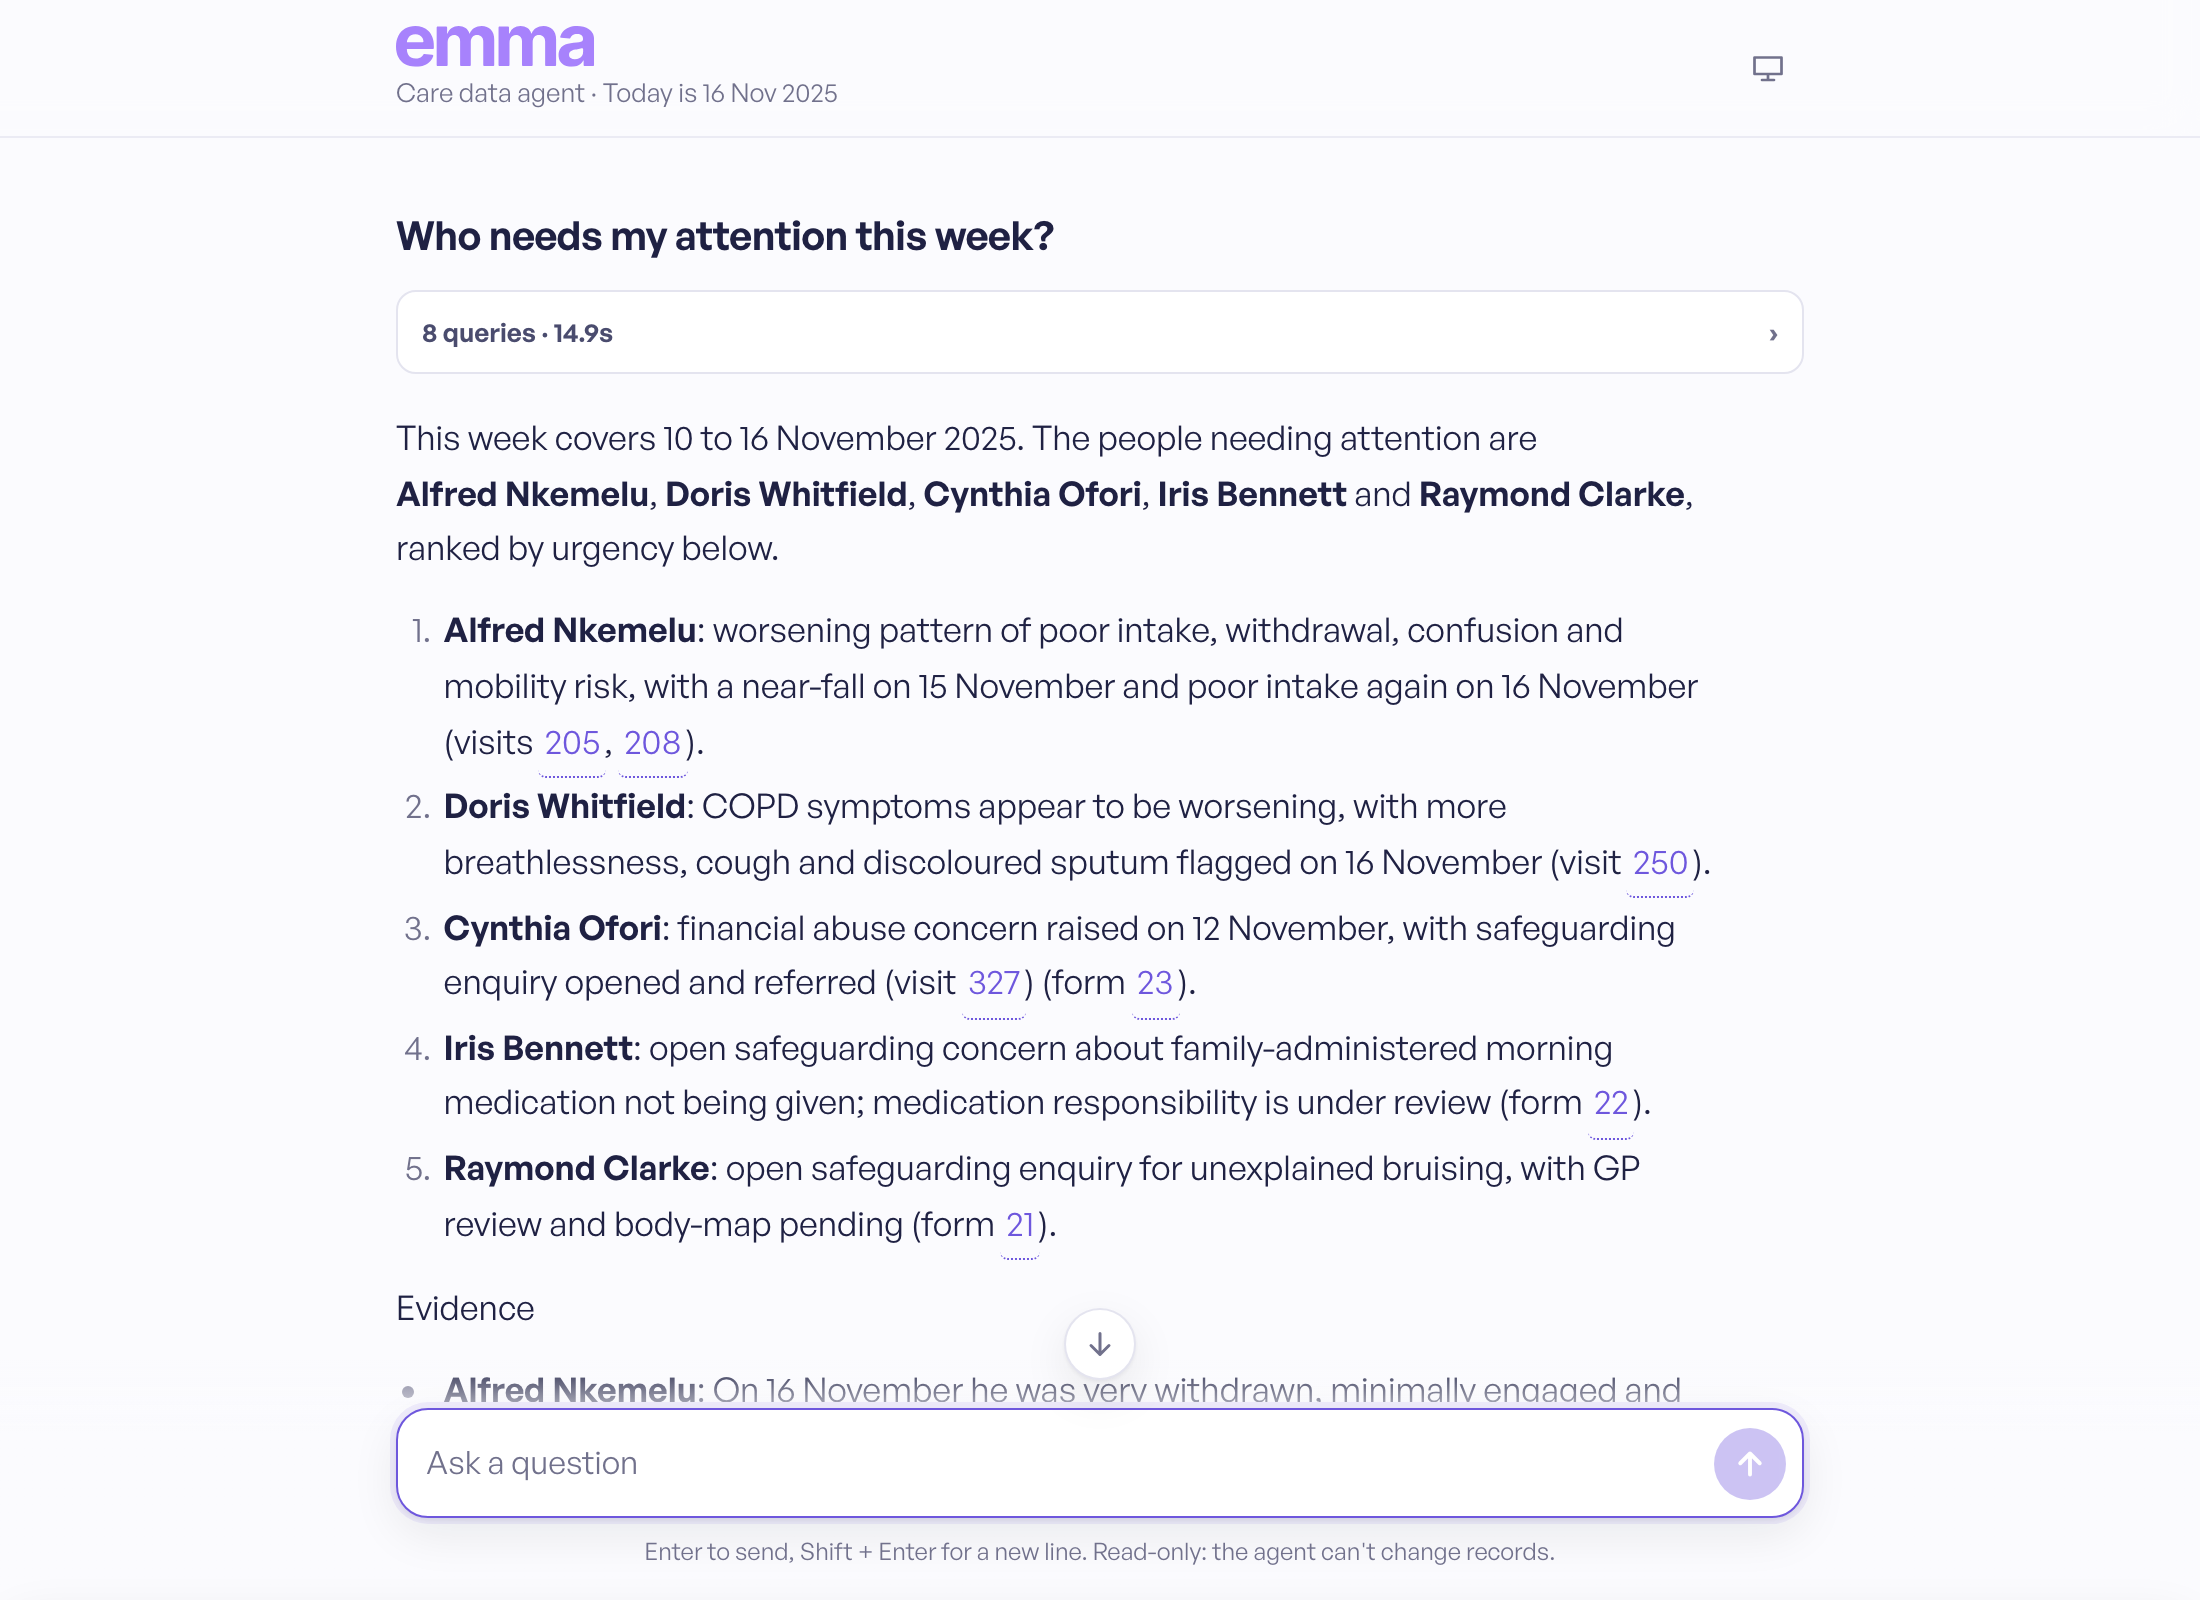 emma
Care data agent · Today is 16 Nov 2025
Who needs my attention this week?
8 queries · 14.9s
This week covers 10 to 16 November 2025. The people needing attention are
Alfred Nkemelu, Doris Whitfield, Cynthia Ofori, Iris Bennett and Raymond Clarke,
ranked by urgency below.
1. Alfred Nkemelu: worsening pattern of poor intake, withdrawal, confusion and
mobility risk, with a near-fall on 15 November and poor intake again on 16 November
(visits 205, 208).
2. Doris Whitfield: COPD symptoms appear to be worsening, with more
breathlessness, cough and discoloured sputum flagged on 16 November (visit 250).
3. Cynthia Ofori: financial abuse concern raised on 12 November, with safeguarding
enquiry opened and referred (visit 327) (form 23).
4. Iris Bennett: open safeguarding concern about family-administered morning
medication not being given; medication responsibility is under review (form 22).
5. Raymond Clarke: open safeguarding enquiry for unexplained bruising, with GP
review and body-map pending (form 21).
Evidence
• Alfred Nkemelu: On 16 November he was very withdrawn, minimally engaged and
Ask a question
Enter to send, Shift + Enter for a new line. Read-only: the agent can't change records.